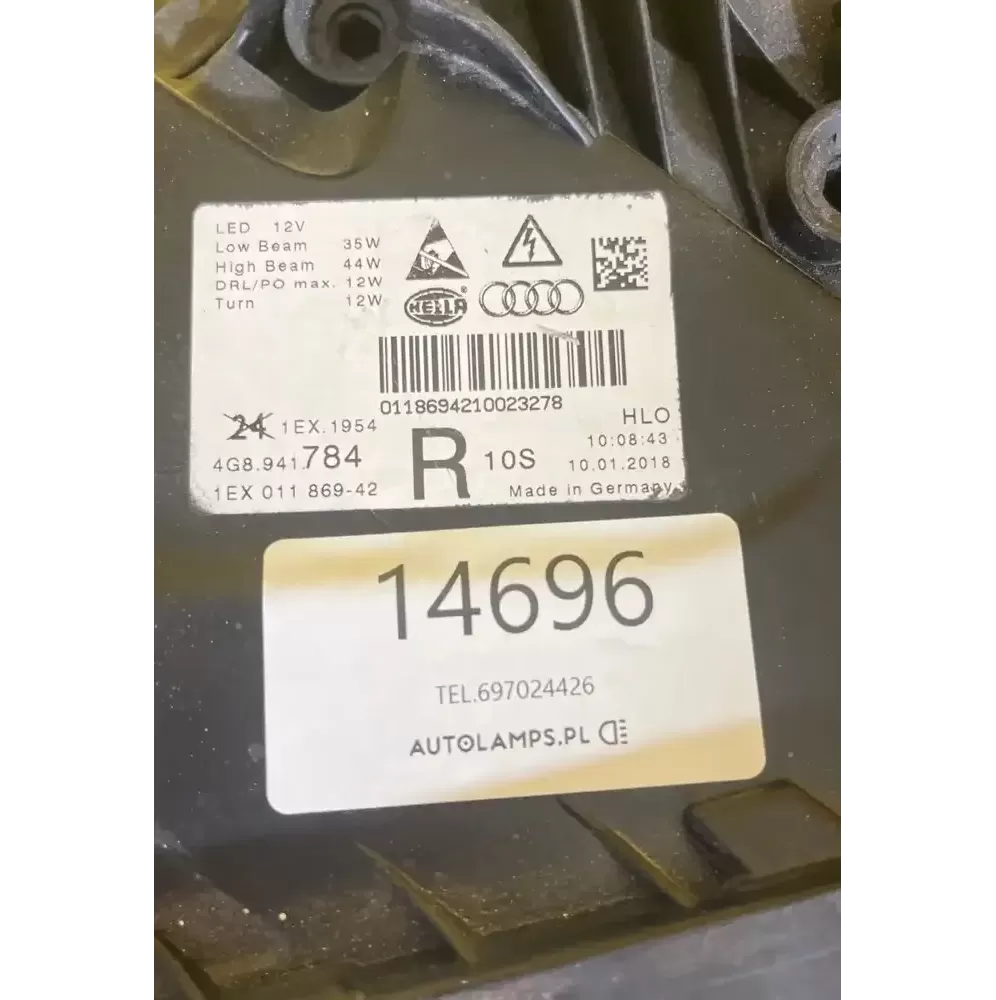 LED 12V
Low Beam 35W
High Beam 44W
DRL/PO max. 12W
Turn 12W
HELLA ®
0118694210023278
24 1EX.1954
HLO
10:08:43
4G8.941.784
R 10S
10.01.2018
1EX 011 869-42
Made in Germany
14696
TEL.697024426
AUTOLAMPS.PL